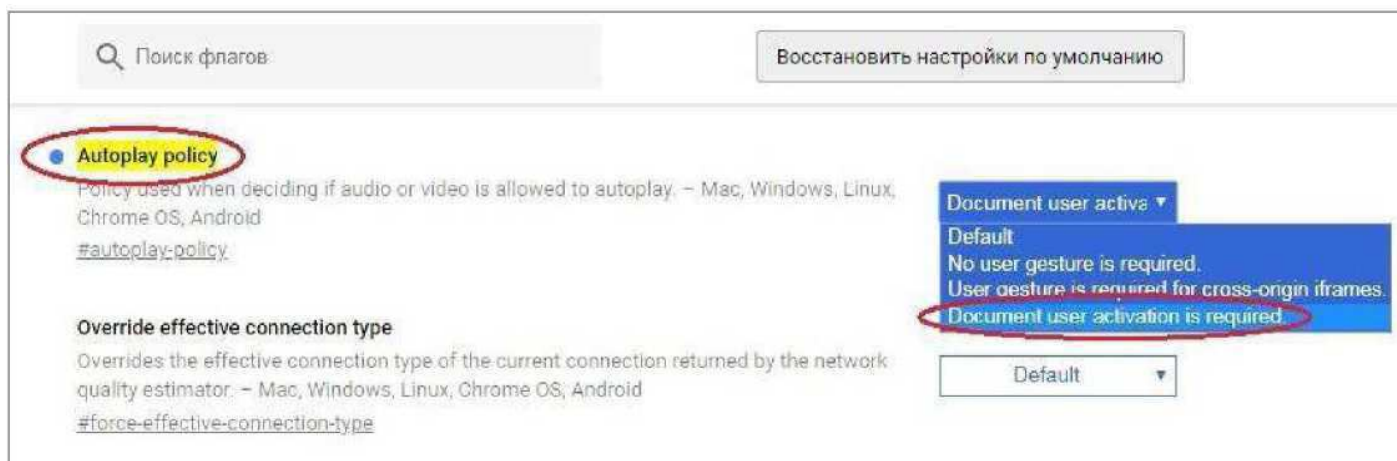 Поиск флагов
Восстановить настройки по умолчанию
Autoplay policy
Policy used when deciding if audio or video is allowed to autoplay. – Mac, Windows, Linux,
Chrome OS, Android
#autoplay-policy
Document user activa
Default
No user gesture is required.
User gesture is required for cross-origin iframes.
Document user activation is required.
Override effective connection type
Overrides the effective connection type of the current connection returned by the network
quality estimator. – Mac, Windows, Linux, Chrome OS, Android
#force-effective-connection-type
Default